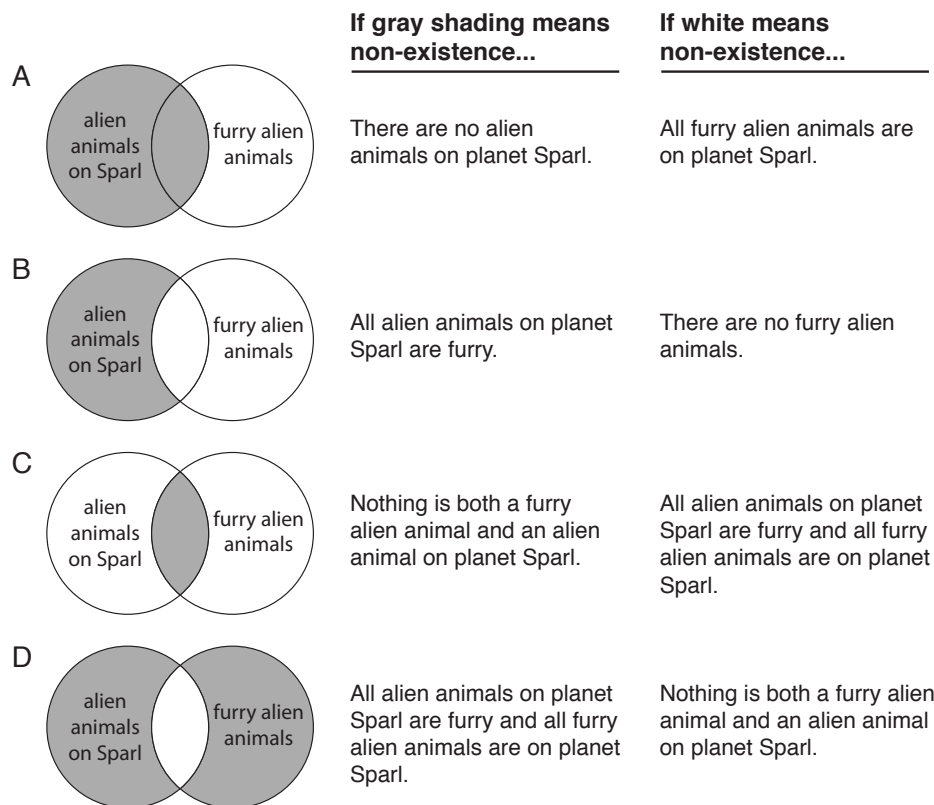 If gray shading means
non-existence...
If white means
non-existence...
A
alien
animals
on Sparl
furry alien
animals
There are no alien
animals on planet Sparl.
All furry alien animals are
on planet Sparl.
B
alien
animals
on Sparl
furry alien
animals
All alien animals on planet
Sparl are furry.
There are no furry alien
animals.
C
alien
animals
on Sparl
furry alien
animals
Nothing is both a furry
alien animal and an alien
animal on planet Sparl.
All alien animals on planet
Sparl are furry and all furry
alien animals are on planet
Sparl.
D
alien
animals
on Sparl
furry alien
animals
All alien animals on planet
Sparl are furry and all furry
alien animals are on planet
Sparl.
Nothing is both a furry alien
animal and an alien animal
on planet Sparl.